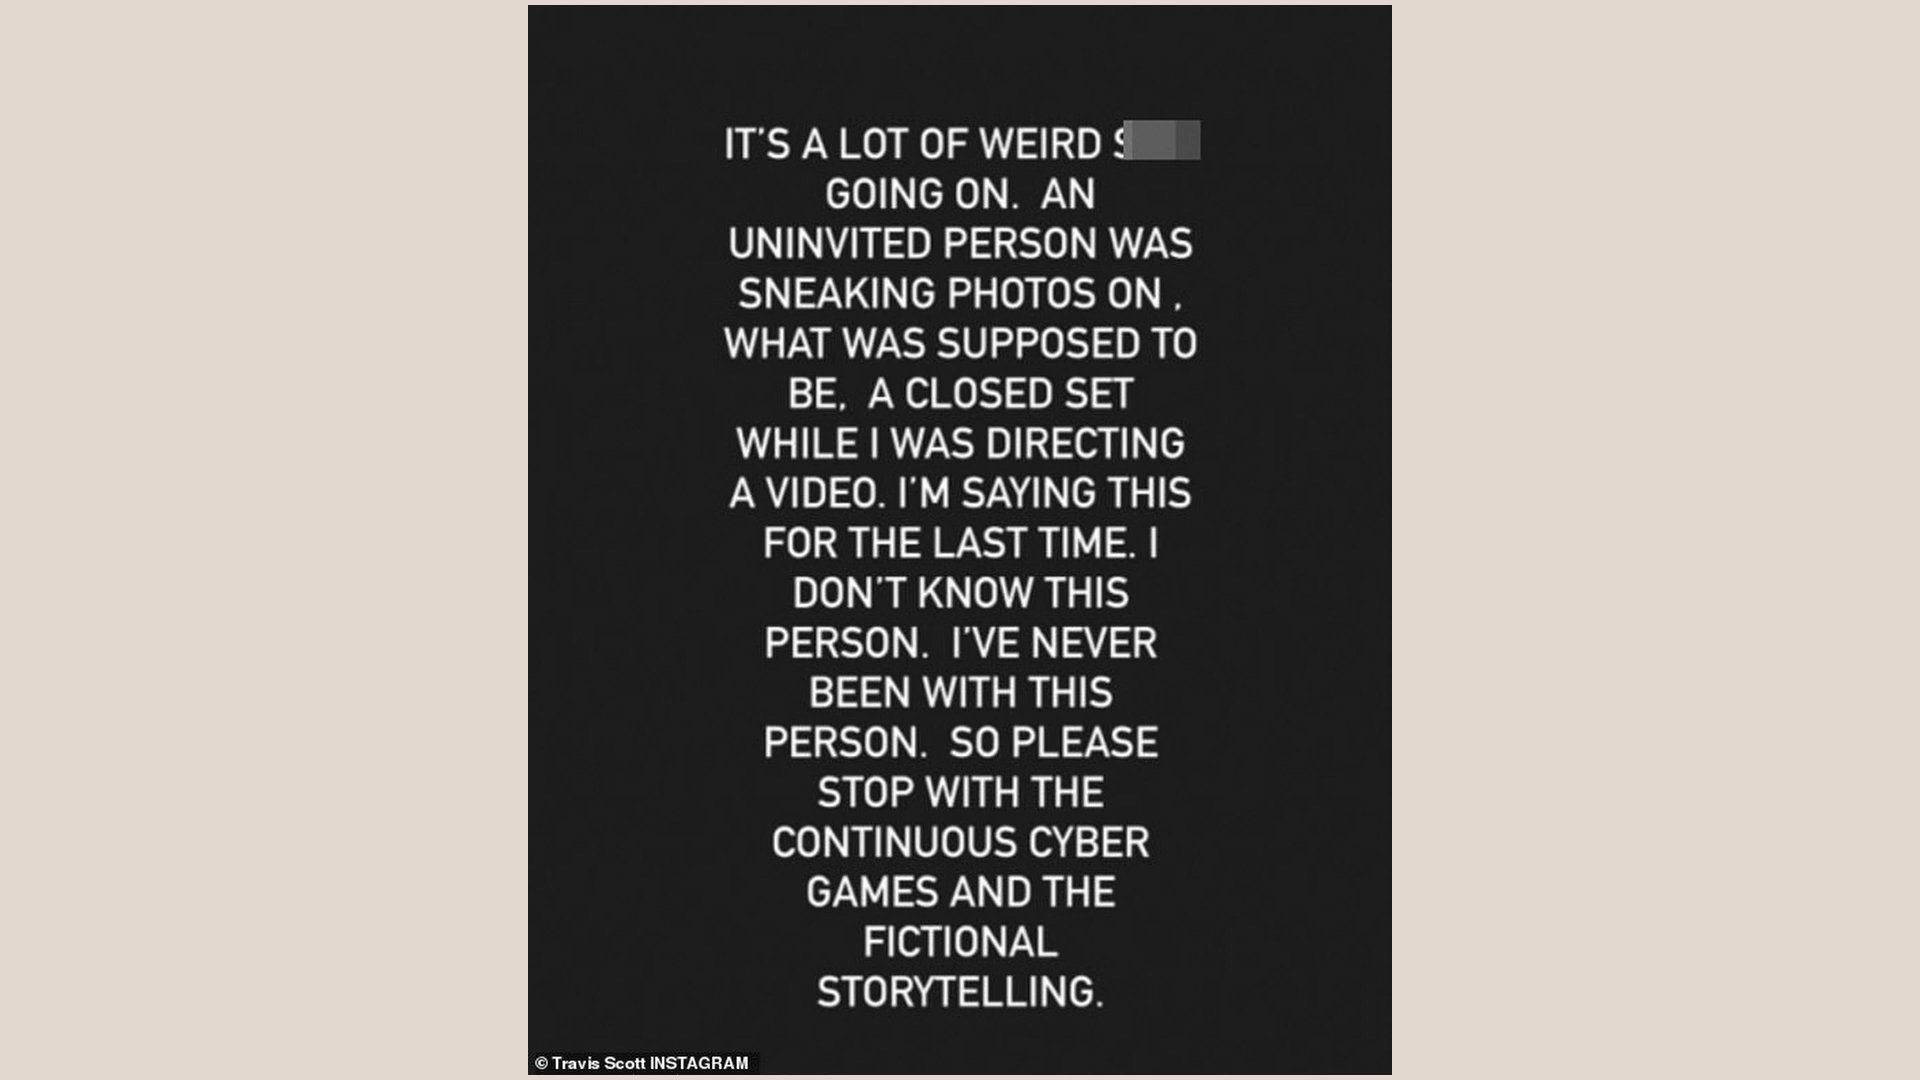 IT'S A LOT OF WEIRD S
GOING ON. AN
UNINVITED PERSON WAS
SNEAKING PHOTOS ON ,
WHAT WAS SUPPOSED TO
BE, A CLOSED SET
WHILE I WAS DIRECTING
A VIDEO. I'M SAYING THIS
FOR THE LAST TIME. I
DON'T KNOW THIS
PERSON. I'VE NEVER
BEEN WITH THIS
PERSON. SO PLEASE
STOP WITH THE
CONTINUOUS CYBER
GAMES AND THE
FICTIONAL
STORYTELLING.
© Travis Scott INSTAGRAM